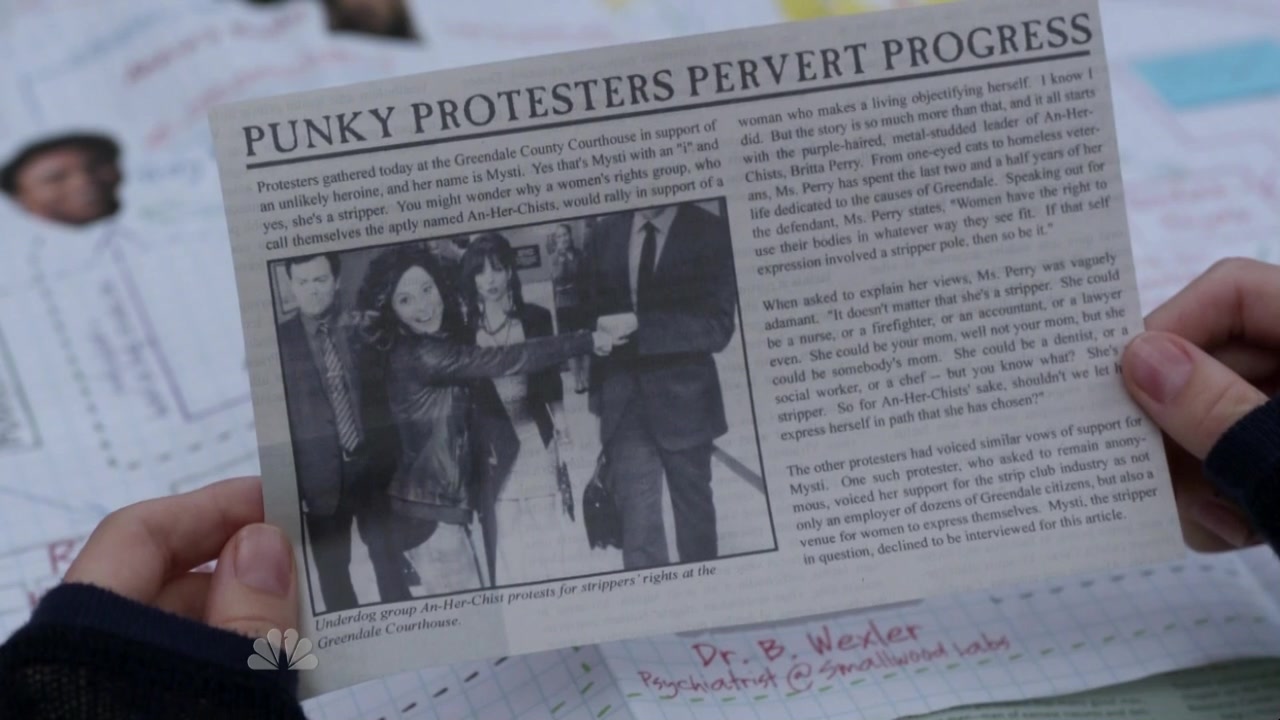 PUNKY PROTESTERS PERVERT PROGRESS
Protesters gathered today at the Greendale County Courthouse in support of
an unlikely heroine, and her name is Mysti. Yes that's Mysti with an "i" and
yes, she's a stripper. You might wonder why a women's rights group, who
call themselves the aptly named An-Her-Chists, would rally in support of a
woman who makes a living objectifying herself. I know I
did. But the story is so much more than that, and it all starts
with the purple-haired, metal-studded leader of An-Her-
Chists, Britta Perry. From one-eyed cats to homeless veter-
ans, Ms. Perry has spent the last two and a half years of her
life dedicated to the causes of Greendale. Speaking out for
the defendant, Ms. Perry states, "Women have the right to
use their bodies in whatever way they see fit. If that self
expression involved a stripper pole, then so be it."
When asked to explain her views, Ms. Perry was vaguely
adamant. "It doesn't matter that she's a stripper. She could
be a nurse, or a firefighter, or an accountant, or a lawyer
even. She could be your mom, well not your mom, but she
could be somebody's mom. She could be a dentist, or a
social worker, or a chef -- but you know what? She's
stripper. So for An-Her-Chists' sake, shouldn't we let h
express herself in path that she has chosen?"
The other protesters had voiced similar vows of support for
Mysti. One such protester, who asked to remain anony-
mous, voiced her support for the strip club industry as not
only an employer of dozens of Greendale citizens, but also a
venue for women to express themselves. Mysti, the stripper
in question, declined to be interviewed for this article.
Underdog group An-Her-Chist protests for strippers' rights at the
Greendale Courthouse.
Dr. B. Wexler
Psychiatrist @ Smallwood Labs